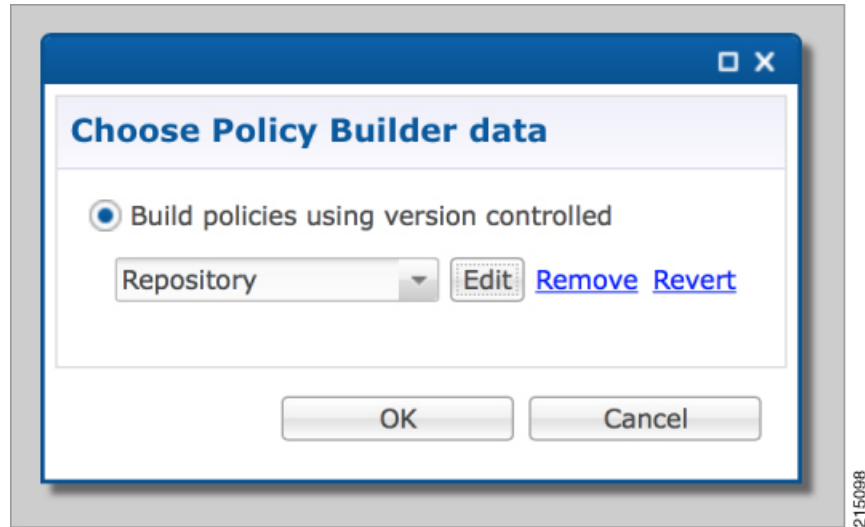 Choose Policy Builder data
Build policies using version controlled
Repository Edit Remove Revert
OK Cancel
215098